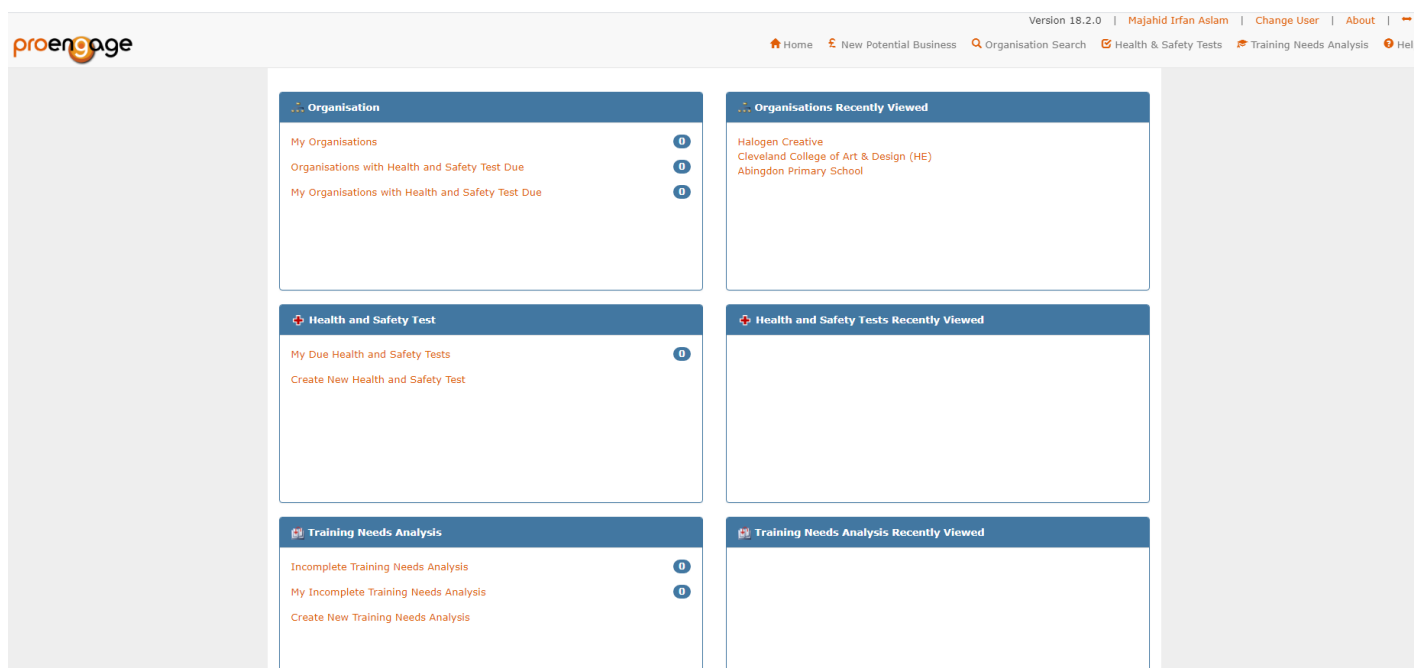 Version 18.2.0 | Majahid Irfan Aslam | Change User | About |
proengage
Home £ New Potential Business Organisation Search Health & Safety Tests Training Needs Analysis Hel
Organisation
My Organisations 0
Organisations with Health and Safety Test Due 0
My Organisations with Health and Safety Test Due 0
Organisations Recently Viewed
Halogen Creative
Cleveland College of Art & Design (HE)
Abingdon Primary School
Health and Safety Test
My Due Health and Safety Tests 0
Create New Health and Safety Test
Health and Safety Tests Recently Viewed
Training Needs Analysis
Incomplete Training Needs Analysis 0
My Incomplete Training Needs Analysis 0
Create New Training Needs Analysis
Training Needs Analysis Recently Viewed